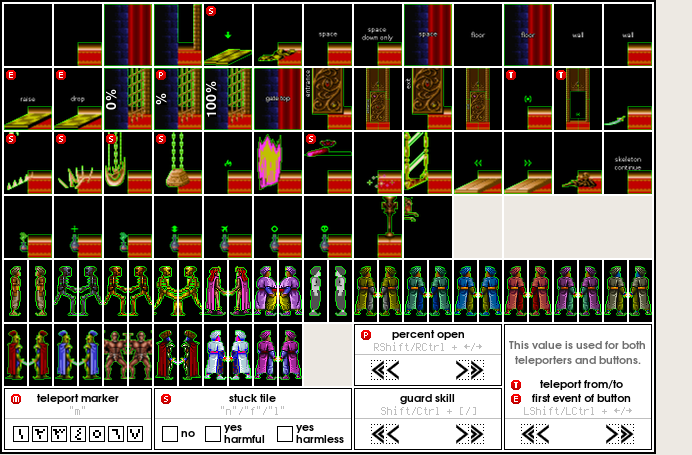 S
space
space
down only
space
floor
floor
wall
wall
E
raise
E
drop
0%
P
%
100%
gate top
entrance
exit
T
T
S
S
S
S
S
skeleton
continue
P percent open
RShift/RCtrl + ←/→
This value is used for both
teleporters and buttons.
T teleport from/to
E first event of button
LShift/LCtrl + ←/→
M teleport marker
"m"
S stuck tile
"n"/"f"/"l"
no
yes
harmful
yes
harmless
guard skill
Shift/Ctrl + [/]